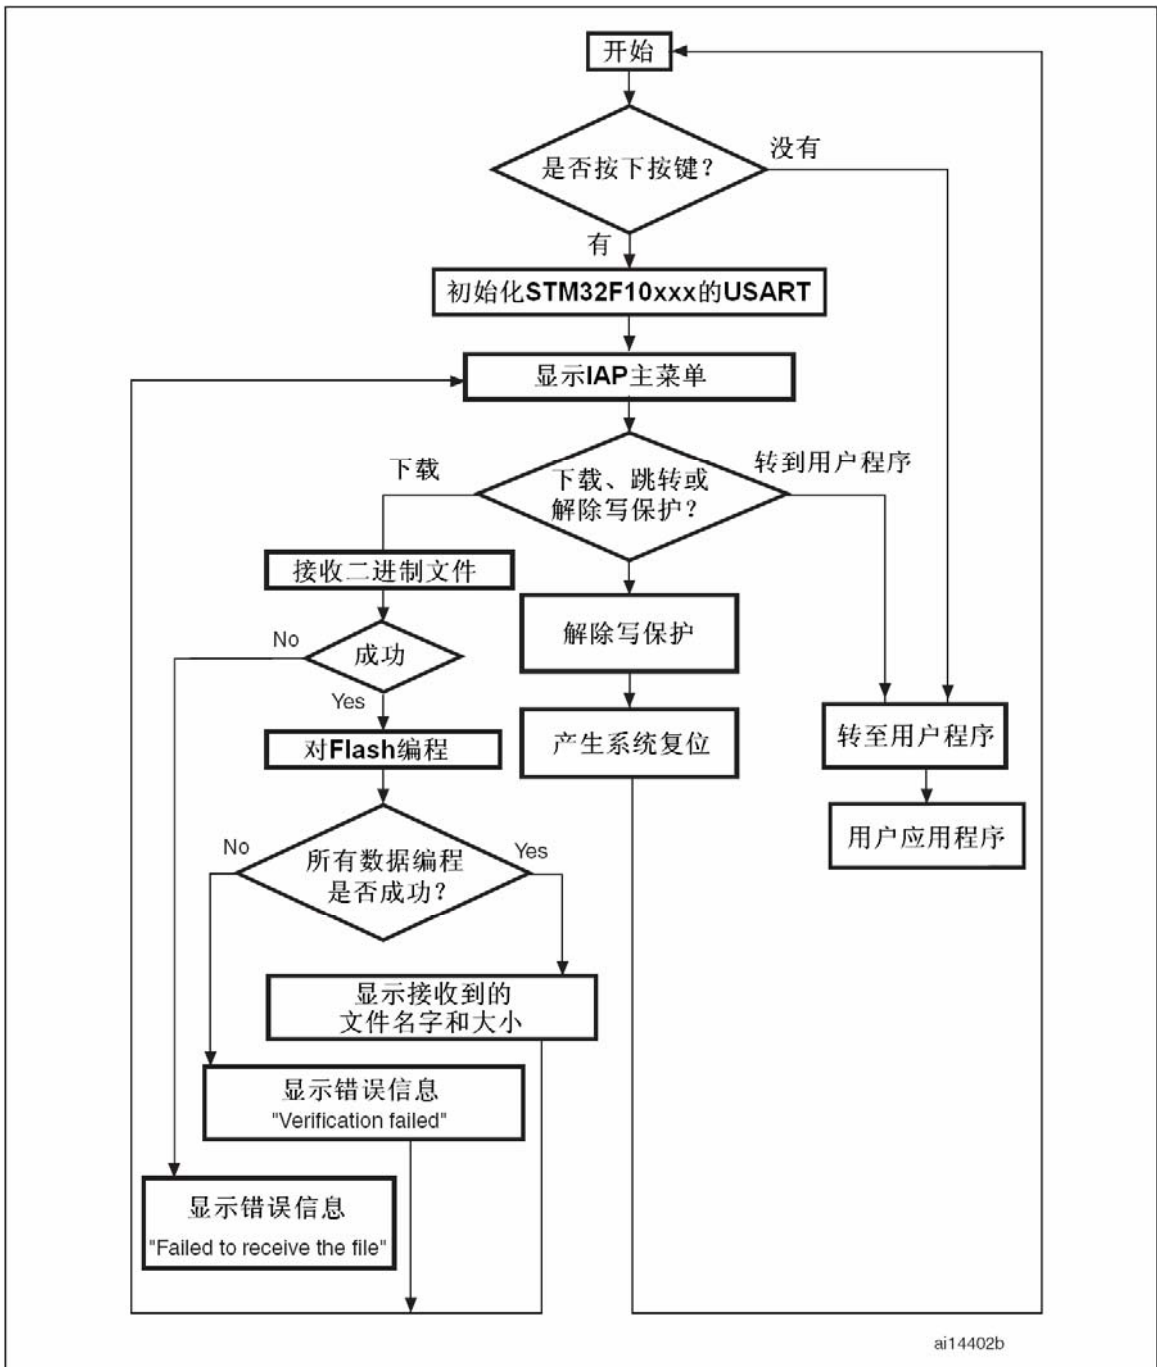 开始
是否按下按键？
没有
有
初始化STM32F10xxx的USART
显示IAP主菜单
下载
下载、跳转或
解除写保护？
转到用户程序
接收二进制文件
解除写保护
No
成功
Yes
产生系统复位
转至用户程序
对Flash编程
用户应用程序
No
所有数据编程
是否成功？
Yes
显示接收到的
文件名字和大小
显示错误信息
"Verification failed"
显示错误信息
"Failed to receive the file"
ai14402b